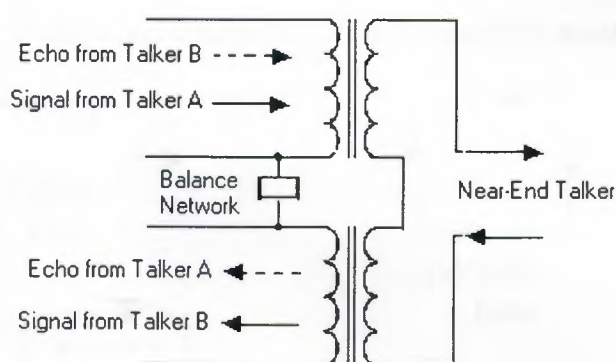 Echo from Talker B
Signal from Talker A
Balance
Network
Near-End Talker
Echo from Talker A
Signal from Talker B